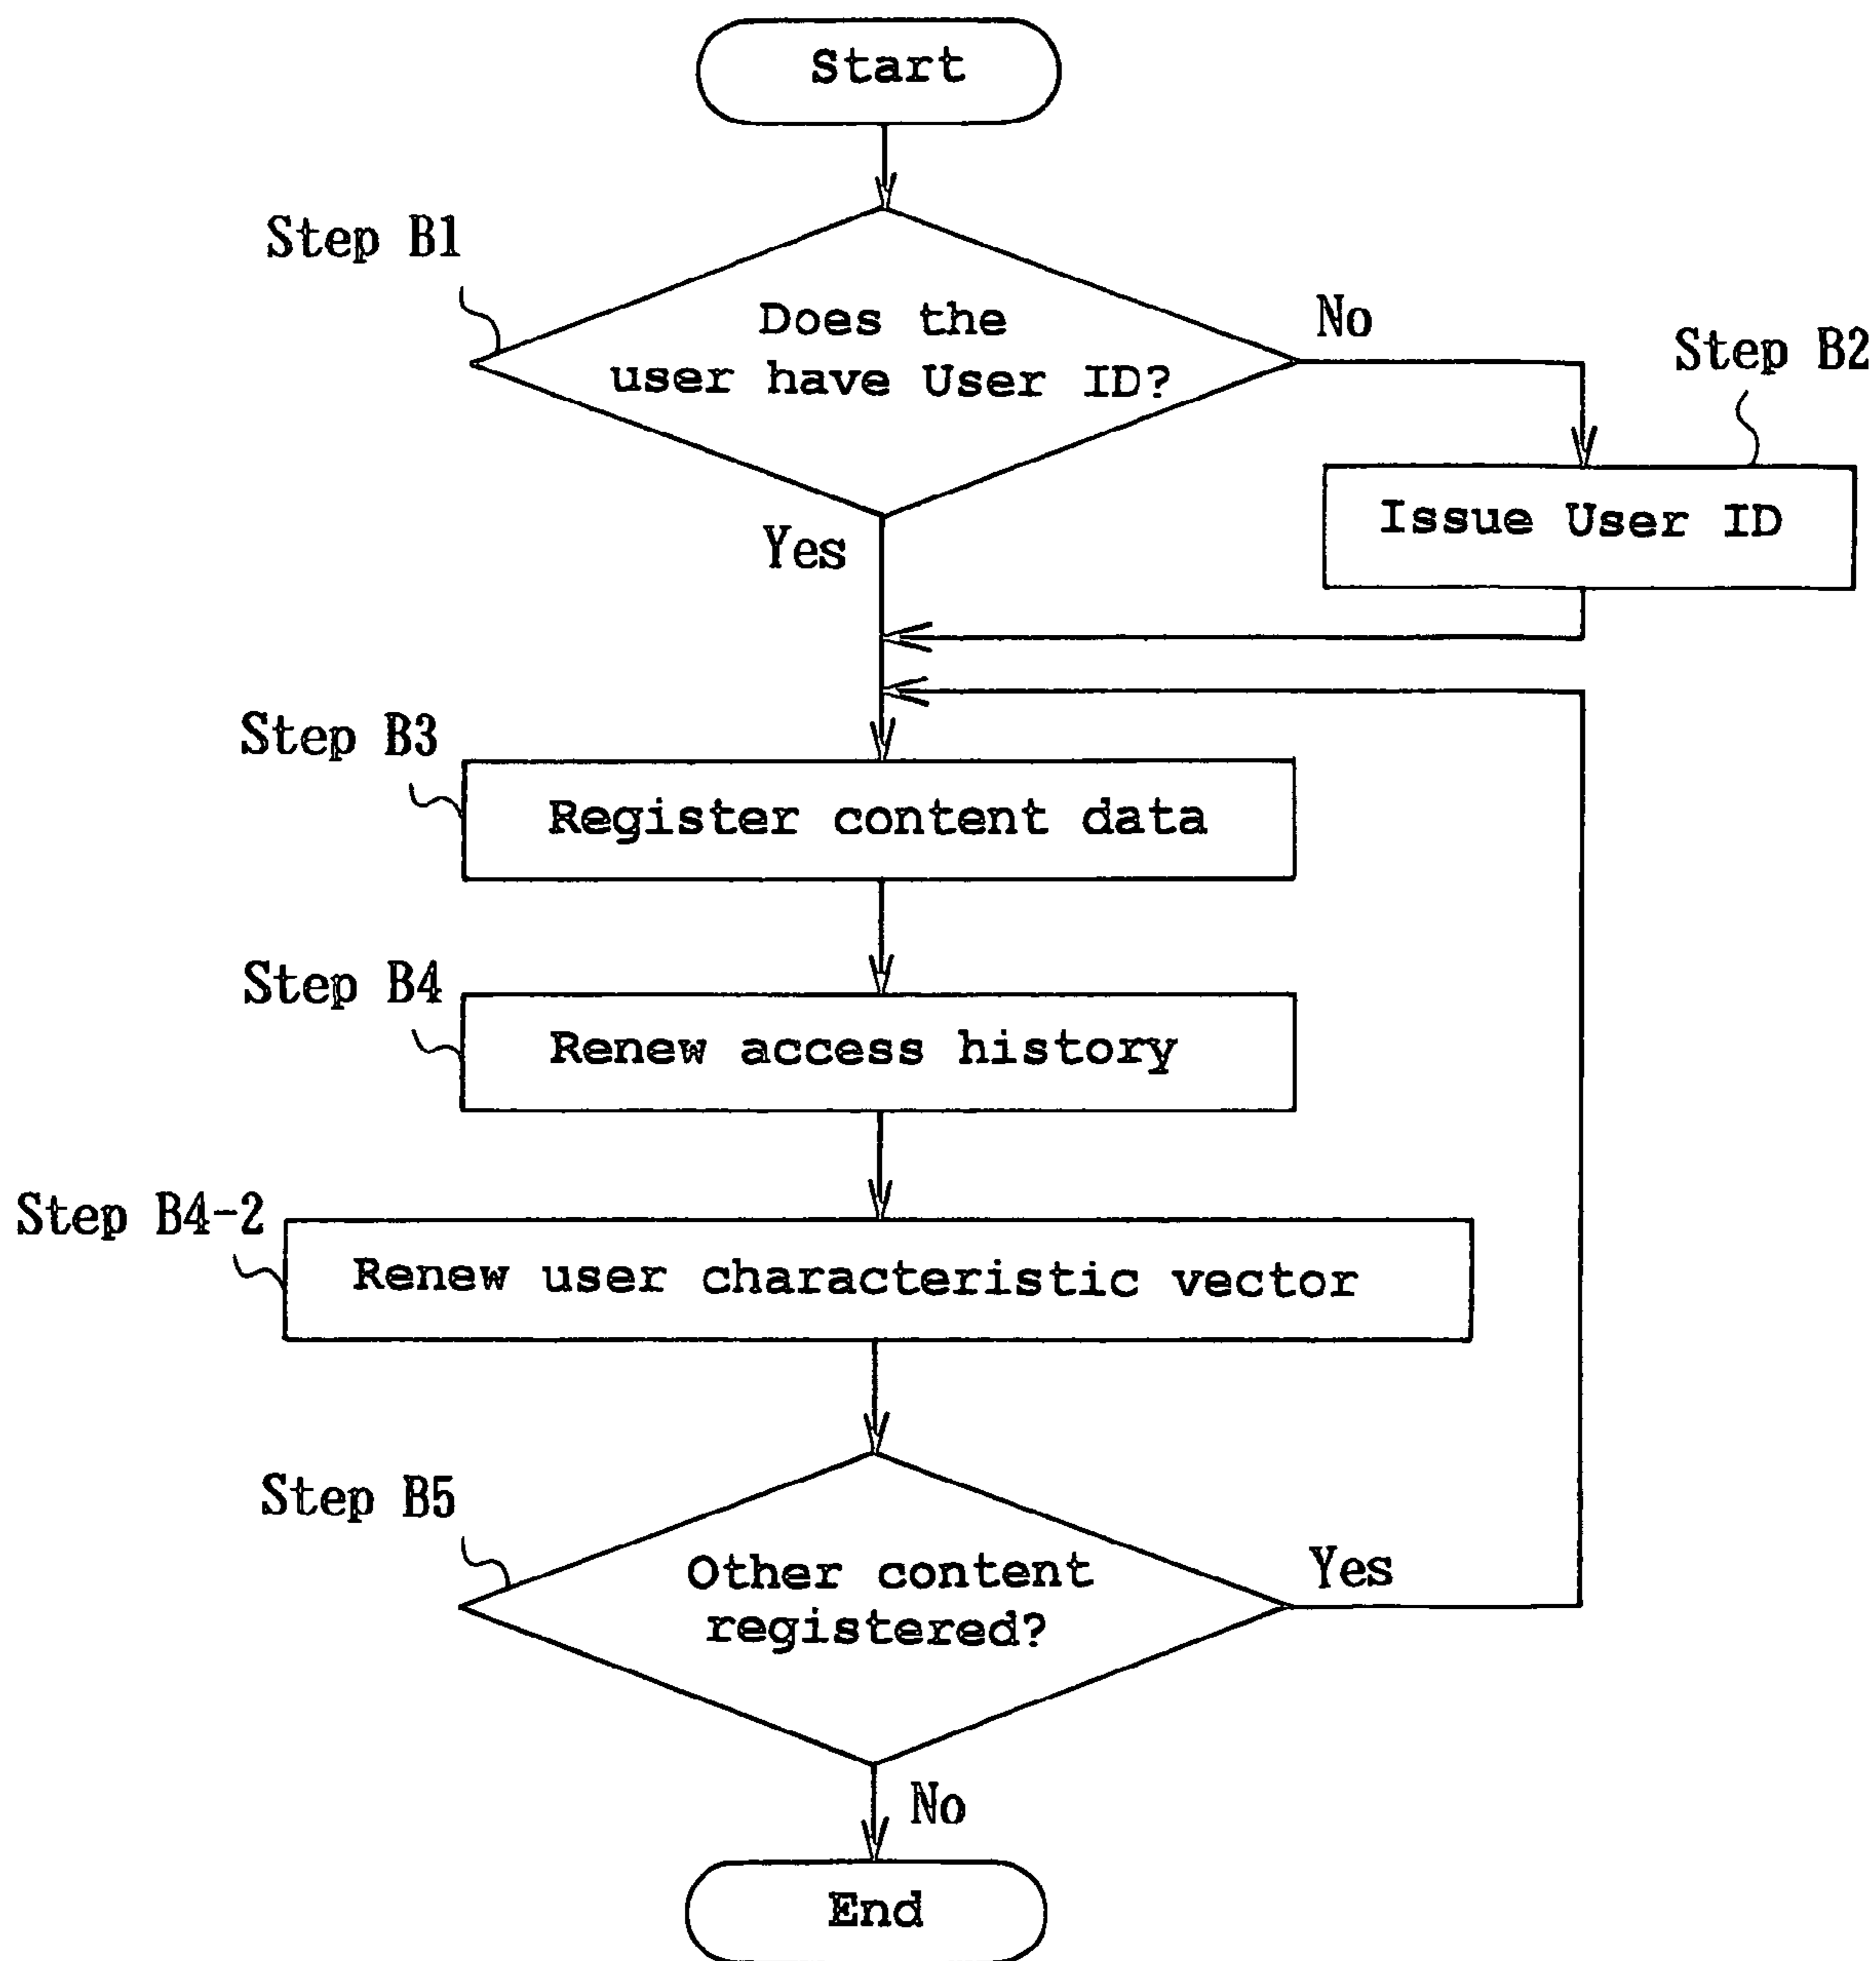 Start
Step B1
Does the
user have User ID?
No
Step B2
Issue User ID
Yes
Step B3
Register content data
Step B4
Renew access history
Step B4-2
Renew user characteristic vector
Step B5
Other content
registered?
Yes
No
End